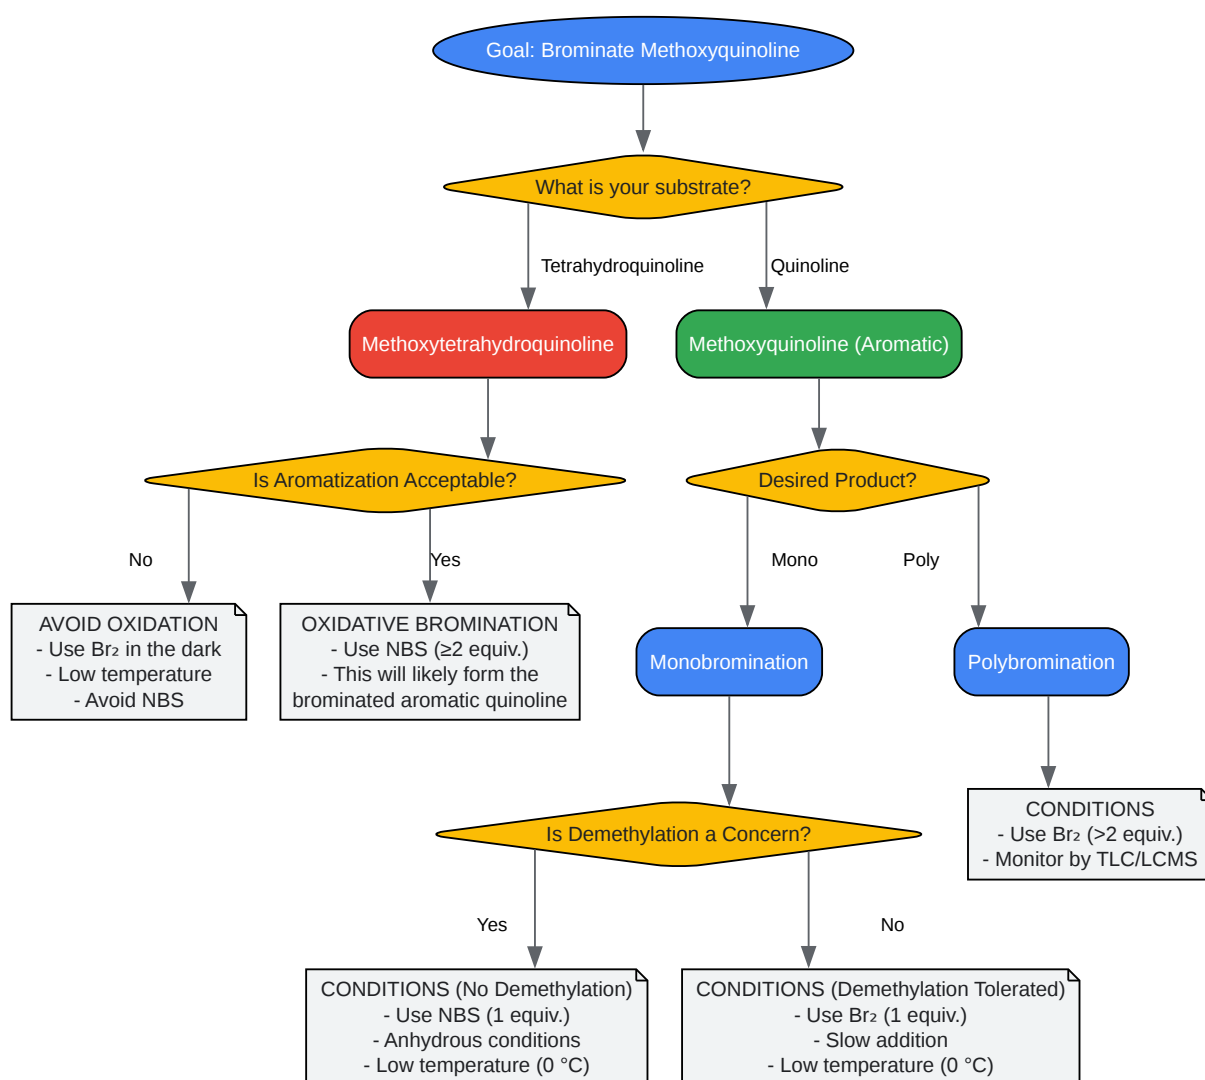 Goal: Brominate Methoxyquinoline
What is your substrate?
Tetrahydroquinoline
Quinoline
Methoxytetrahydroquinoline
Methoxyquinoline (Aromatic)
Is Aromatization Acceptable?
Desired Product?
No
Yes
Mono
Poly
AVOID OXIDATION
- Use Br₂ in the dark
- Low temperature
- Avoid NBS
OXIDATIVE BROMINATION
- Use NBS (≥2 equiv.)
- This will likely form the
brominated aromatic quinoline
Monobromination
Polybromination
Is Demethylation a Concern?
CONDITIONS
- Use Br₂ (>2 equiv.)
- Monitor by TLC/LCMS
Yes
No
CONDITIONS (No Demethylation)
- Use NBS (1 equiv.)
- Anhydrous conditions
- Low temperature (0 °C)
CONDITIONS (Demethylation Tolerated)
- Use Br₂ (1 equiv.)
- Slow addition
- Low temperature (0 °C)